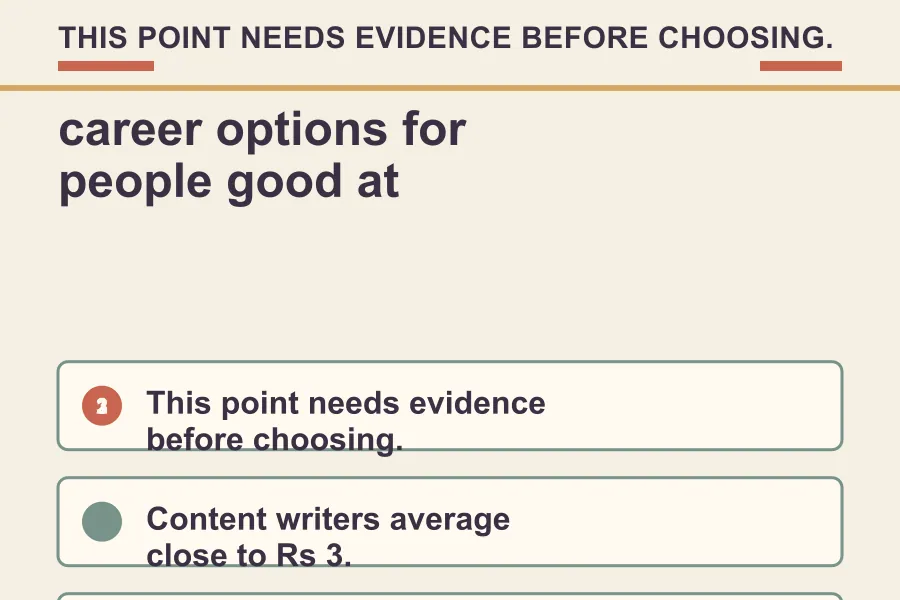 THIS POINT NEEDS EVIDENCE BEFORE CHOOSING.
career options for
people good at
This point needs evidence
before choosing.
Content writers average
close to Rs 3.